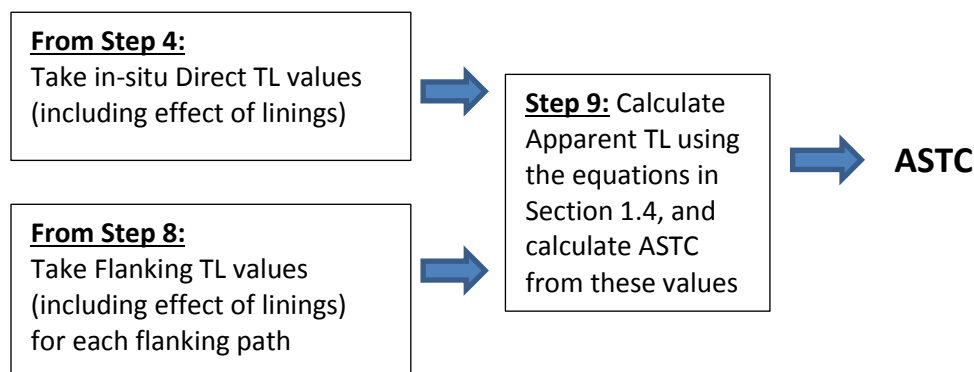 From Step 4:
Take in-situ Direct TL values
(including effect of linings)
From Step 8:
Take Flanking TL values
(including effect of linings)
for each flanking path
Step 9: Calculate
Apparent TL using
the equations in
Section 1.4, and
calculate ASTC
from these values
ASTC